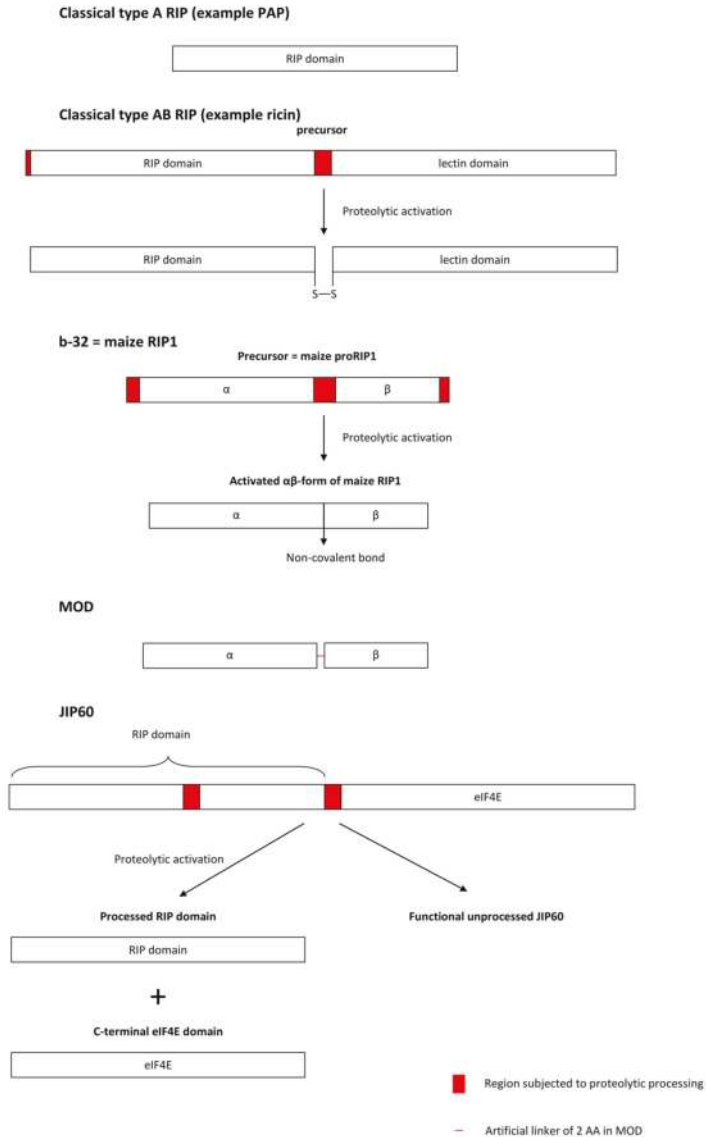 Classical type A RIP (example PAP)
RIP domain
Classical type AB RIP (example ricin)
precursor
RIP domain
lectin domain
Proteolytic activation
RIP domain
lectin domain
S—S
b-32 = maize RIP1
Precursor = maize proRIP1
α
β
Proteolytic activation
Activated αβ-form of maize RIP1
α
β
Non-covalent bond
MOD
α
β
JIP60
RIP domain
eIF4E
Proteolytic activation
Processed RIP domain
Functional unprocessed JIP60
RIP domain
+
C-terminal eIF4E domain
eIF4E
Region subjected to proteolytic processing
Artificial linker of 2 AA in MOD